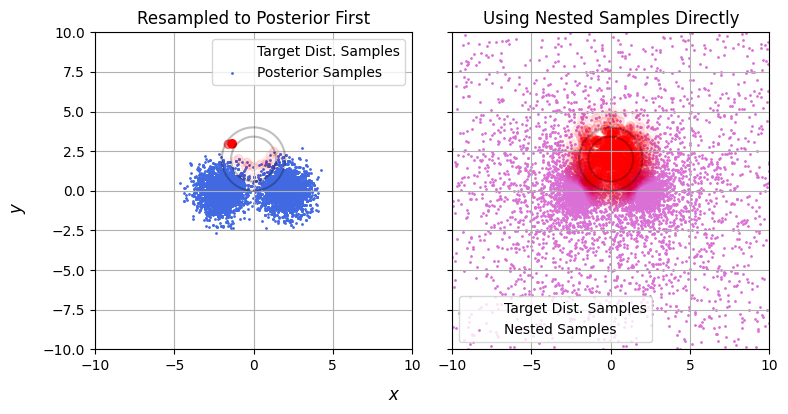 Resampled to Posterior First
Using Nested Samples Directly
Target Dist. Samples
Posterior Samples
10.0
7.5
5.0
2.5
0.0
−2.5
−5.0
−7.5
−10.0
y
−10
−5
0
5
10
Target Dist. Samples
Nested Samples
−10
−5
0
5
10
x